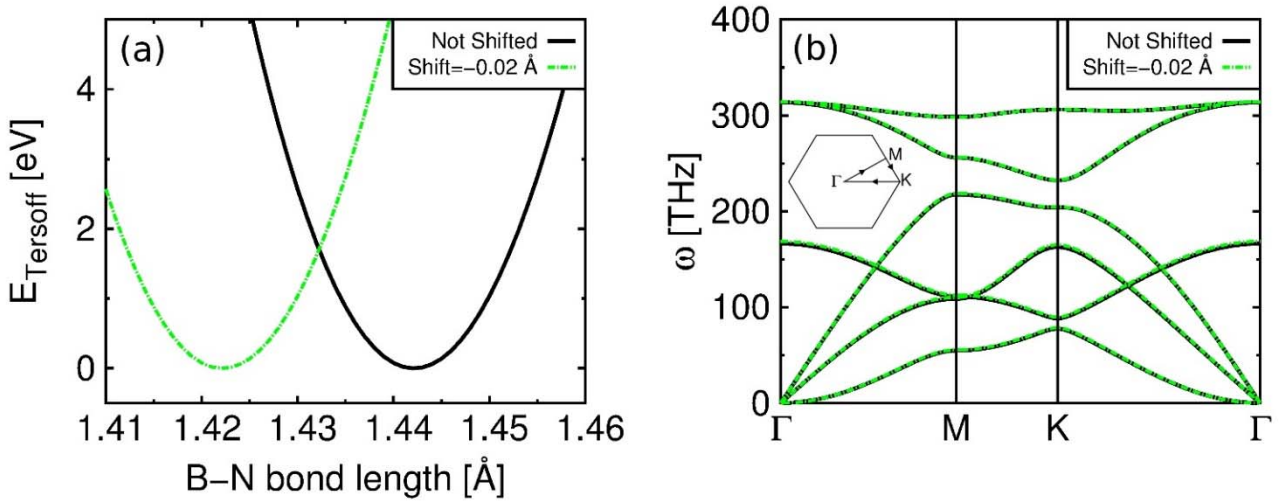 (a)
Not Shifted
Shift=−0.02 Å
E_Tersoff [eV]
4
2
0
1.41 1.42 1.43 1.44 1.45 1.46
B−N bond length [Å]
(b)
Not Shifted
Shift=−0.02 Å
ω [THz]
400
300
200
100
0
M
Γ K
Γ M K Γ